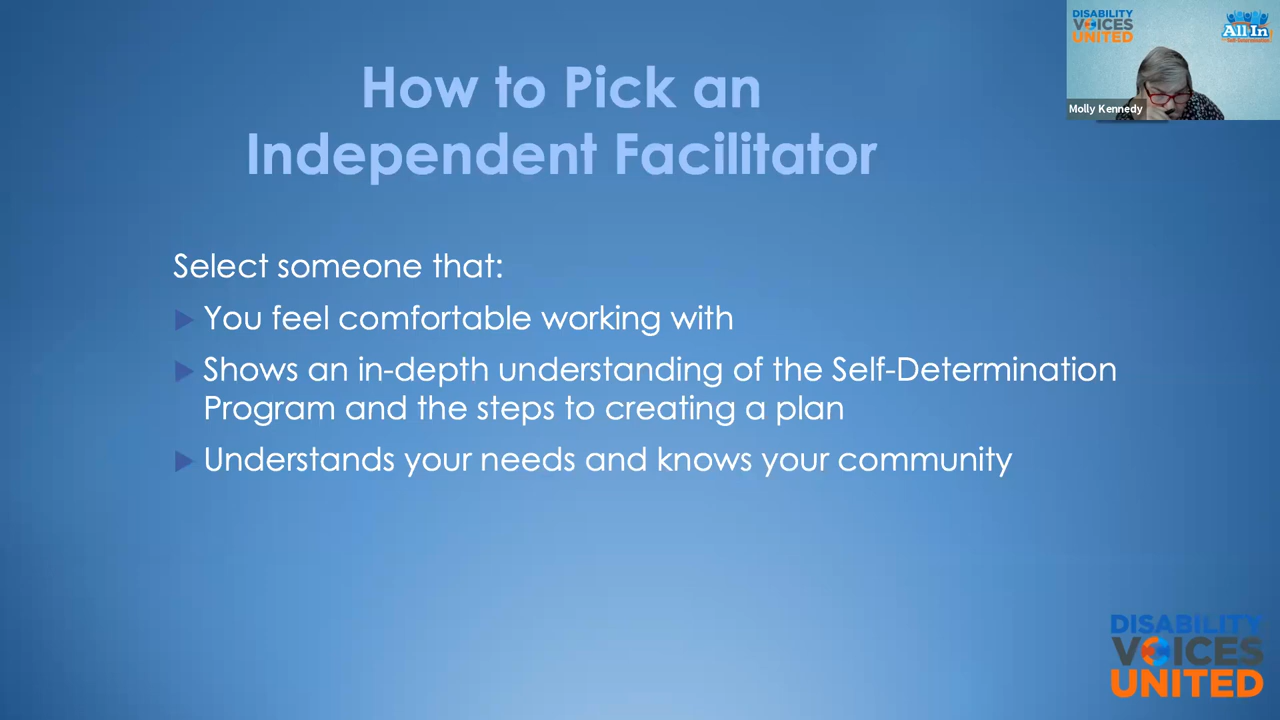 How to Pick an
Independent Facilitator
Select someone that:
You feel comfortable working with
Shows an in-depth understanding of the Self-Determination
Program and the steps to creating a plan
Understands your needs and knows your community
DISABILITY
VOICES
UNITED
All In
Self-Determination
Molly Kennedy
DISABILITY
VOICES
UNITED